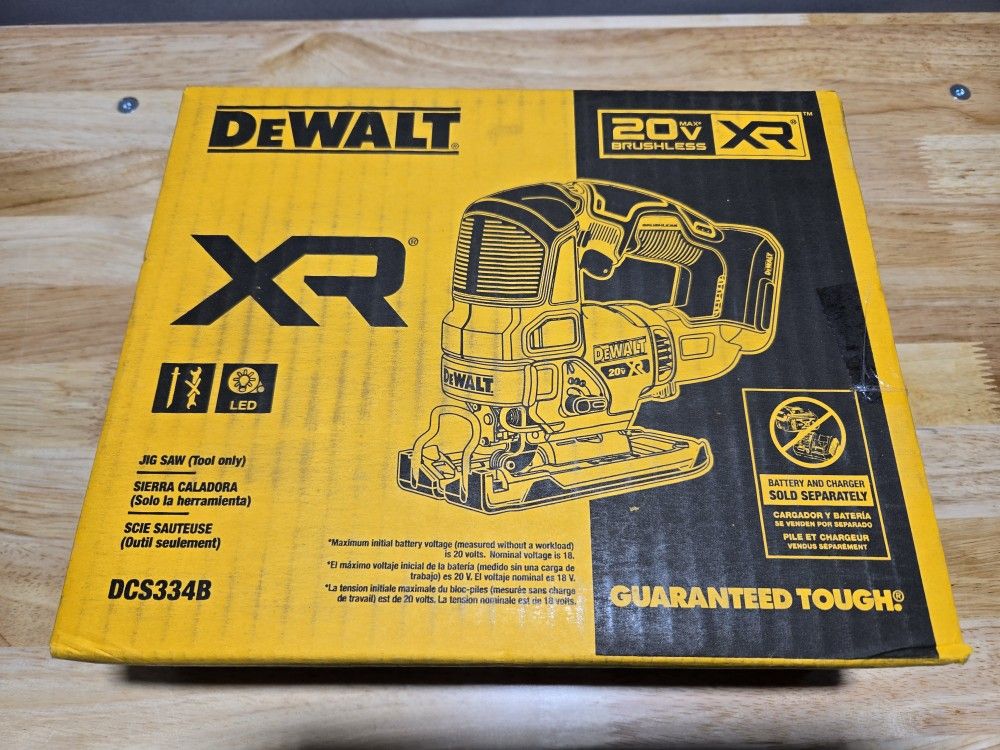 DEWALT®
20V MAX* BRUSHLESS XR®™
XR®
BRUSHLESS
DEWALT
DEWALT
20V XR
DEWALT
LED
JIG SAW (Tool only)
SIERRA CALADORA
(Solo la herramienta)
SCIE SAUTEUSE
(Outil seulement)
DCS334B
*Maximum initial battery voltage (measured without a workload)
is 20 volts. Nominal voltage is 18.
*El máximo voltaje inicial de la batería (medido sin una carga de
trabajo) es 20 V. El voltaje nominal es 18 V.
*La tension initiale maximale du bloc-piles (mesurée sans charge
de travail) est de 20 volts. La tension nominale est de 18 volts.
BATTERY AND CHARGER
SOLD SEPARATELY
CARGADOR Y BATERÍA
SE VENDEN POR SEPARADO
PILE ET CHARGEUR
VENDUS SÉPARÉMENT
GUARANTEED TOUGH.®